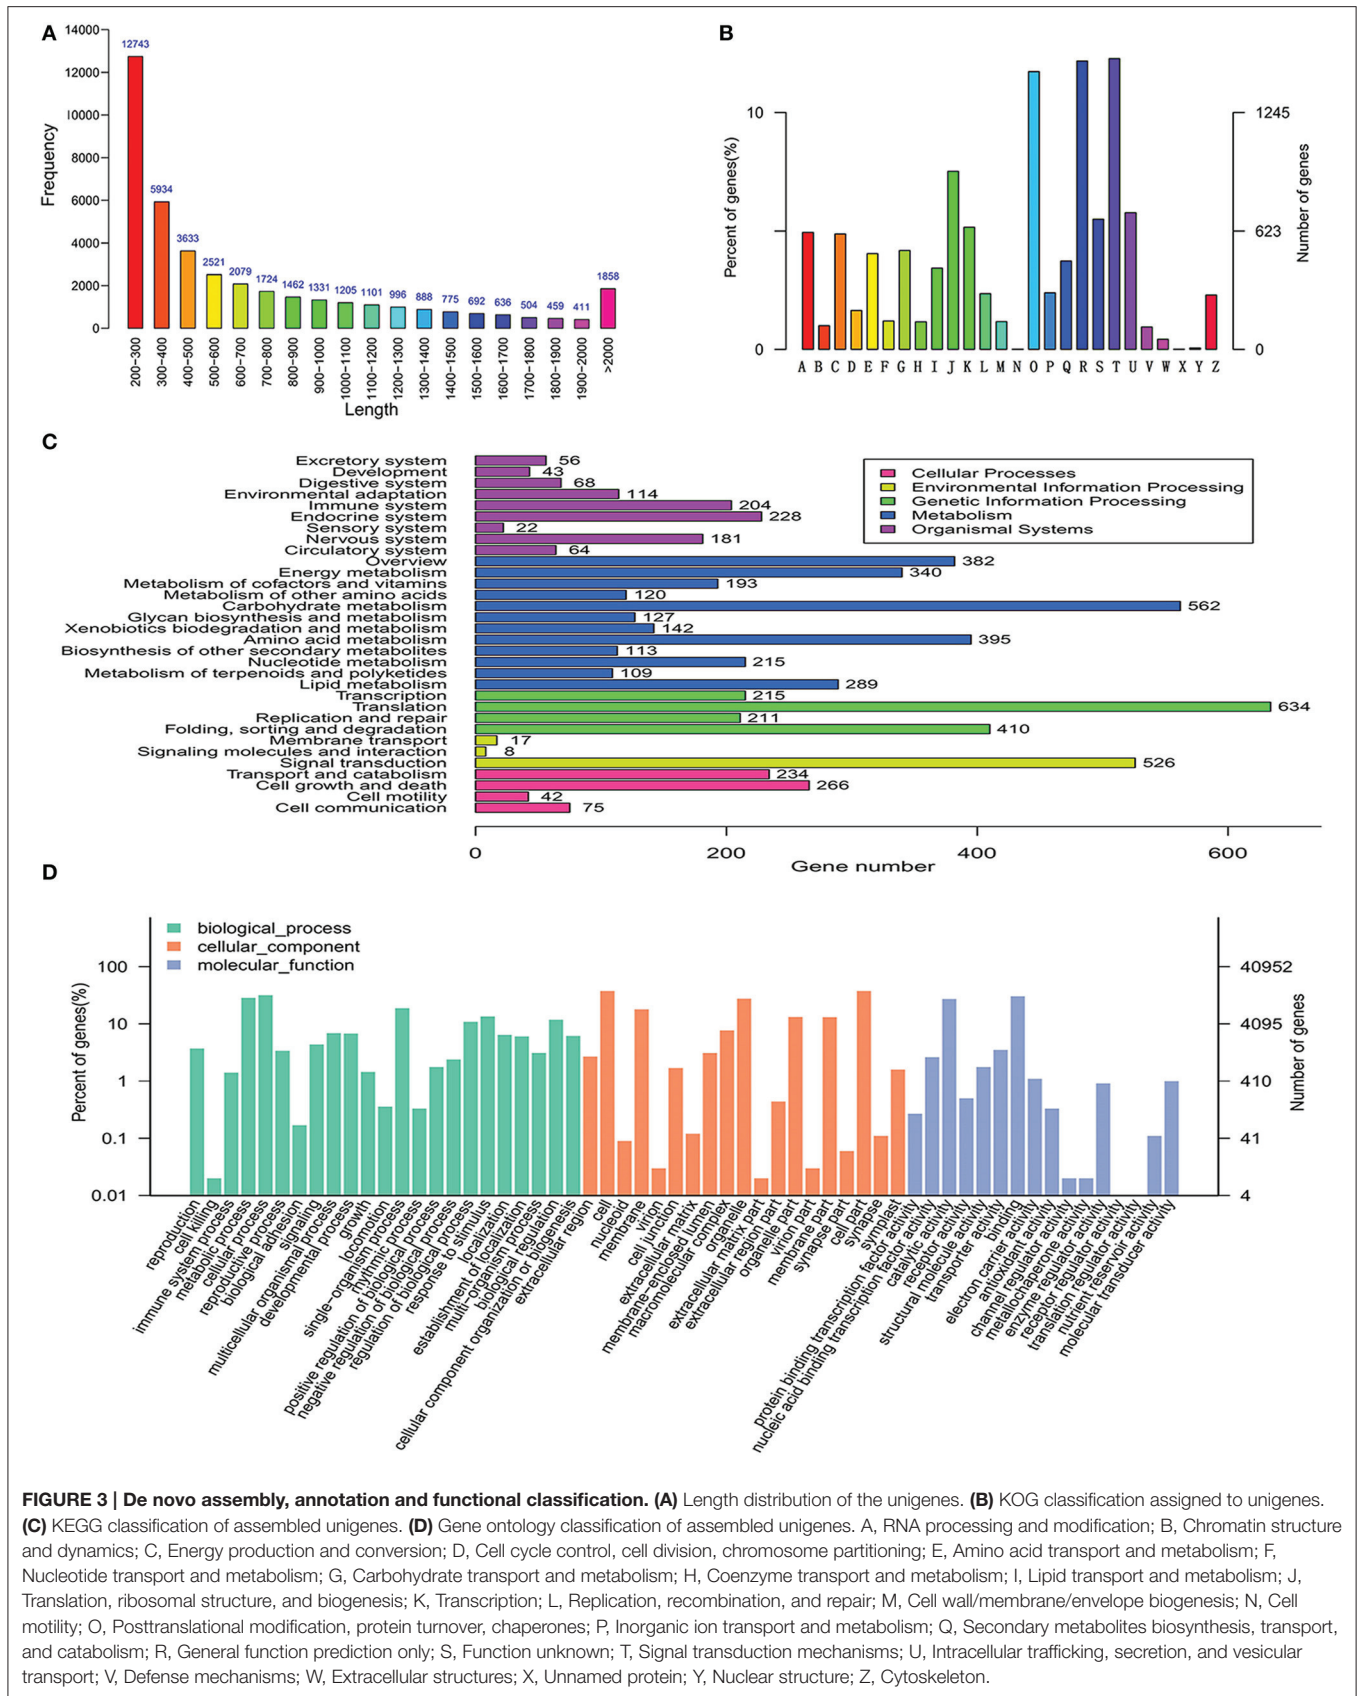 A
14000
12000
10000
8000
6000
4000
2000
0
Frequency
12743
5934
3633
2521
2079
1724
1462
1331
1205
1101
996
888
775
692
636
504
459
411
1858
200-300
300-400
400-500
500-600
600-700
700-800
800-900
900-1000
1000-1100
1100-1200
1200-1300
1300-1400
1400-1500
1500-1600
1600-1700
1700-1800
1800-1900
1900-2000
>2000
Length
B
Percent of genes(%)
10
0
1245
623
0
Number of genes
A B C D E F G H I J K L M N O P Q R S T U V W X Y Z
C
Excretory system 56
Development 43
Digestive system 68
Environmental adaptation 114
Immune system 204
Endocrine system 228
Sensory system 22
Nervous system 181
Circulatory system 64
Overview 382
Energy metabolism 340
Metabolism of cofactors and vitamins 193
Metabolism of other amino acids 120
Carbohydrate metabolism 562
Glycan biosynthesis and metabolism 127
Xenobiotics biodegradation and metabolism 142
Amino acid metabolism 395
Biosynthesis of other secondary metabolites 113
Nucleotide metabolism 215
Metabolism of terpenoids and polyketides 109
Lipid metabolism 289
Transcription 215
Translation 634
Replication and repair 211
Folding, sorting and degradation 410
Membrane transport 17
Signaling molecules and interaction 8
Signal transduction 526
Transport and catabolism 234
Cell growth and death 266
Cell motility 42
Cell communication 75
Cellular Processes
Environmental Information Processing
Genetic Information Processing
Metabolism
Organismal Systems
0 200 400 600
Gene number
D
biological_process
cellular_component
molecular_function
Percent of genes(%)
100
10
1
0.1
0.01
40952
4095
410
41
4
Number of genes
reproduction
cell killing
immune system process
metabolic process
cellular process
reproductive process
biological adhesion
signaling
multicellular organismal process
developmental process
growth
locomotion
single-organism process
rhythmic process
positive regulation of biological process
negative regulation of biological process
regulation of biological process
response to stimulus
localization
establishment of localization
multi-organism process
biological regulation
cellular component organization or biogenesis
extracellular region
cell
nucleoid
membrane
virion
cell junction
extracellular matrix
membrane-enclosed lumen
macromolecular complex
organelle
extracellular matrix part
extracellular region part
organelle part
virion part
membrane part
synapse part
cell part
synapse
symplast
protein binding transcription factor activity
nucleic acid binding transcription factor activity
catalytic activity
receptor activity
structural molecule activity
transporter activity
binding
electron carrier activity
antioxidant activity
channel regulator activity
metallochaperone activity
enzyme regulator activity
receptor regulator activity
translation regulator activity
nutrient reservoir activity
molecular transducer activity
FIGURE 3 | De novo assembly, annotation and functional classification. (A) Length distribution of the unigenes. (B) KOG classification assigned to unigenes.
(C) KEGG classification of assembled unigenes. (D) Gene ontology classification of assembled unigenes. A, RNA processing and modification; B, Chromatin structure
and dynamics; C, Energy production and conversion; D, Cell cycle control, cell division, chromosome partitioning; E, Amino acid transport and metabolism; F,
Nucleotide transport and metabolism; G, Carbohydrate transport and metabolism; H, Coenzyme transport and metabolism; I, Lipid transport and metabolism; J,
Translation, ribosomal structure, and biogenesis; K, Transcription; L, Replication, recombination, and repair; M, Cell wall/membrane/envelope biogenesis; N, Cell
motility; O, Posttranslational modification, protein turnover, chaperones; P, Inorganic ion transport and metabolism; Q, Secondary metabolites biosynthesis, transport,
and catabolism; R, General function prediction only; S, Function unknown; T, Signal transduction mechanisms; U, Intracellular trafficking, secretion, and vesicular
transport; V, Defense mechanisms; W, Extracellular structures; X, Unnamed protein; Y, Nuclear structure; Z, Cytoskeleton.